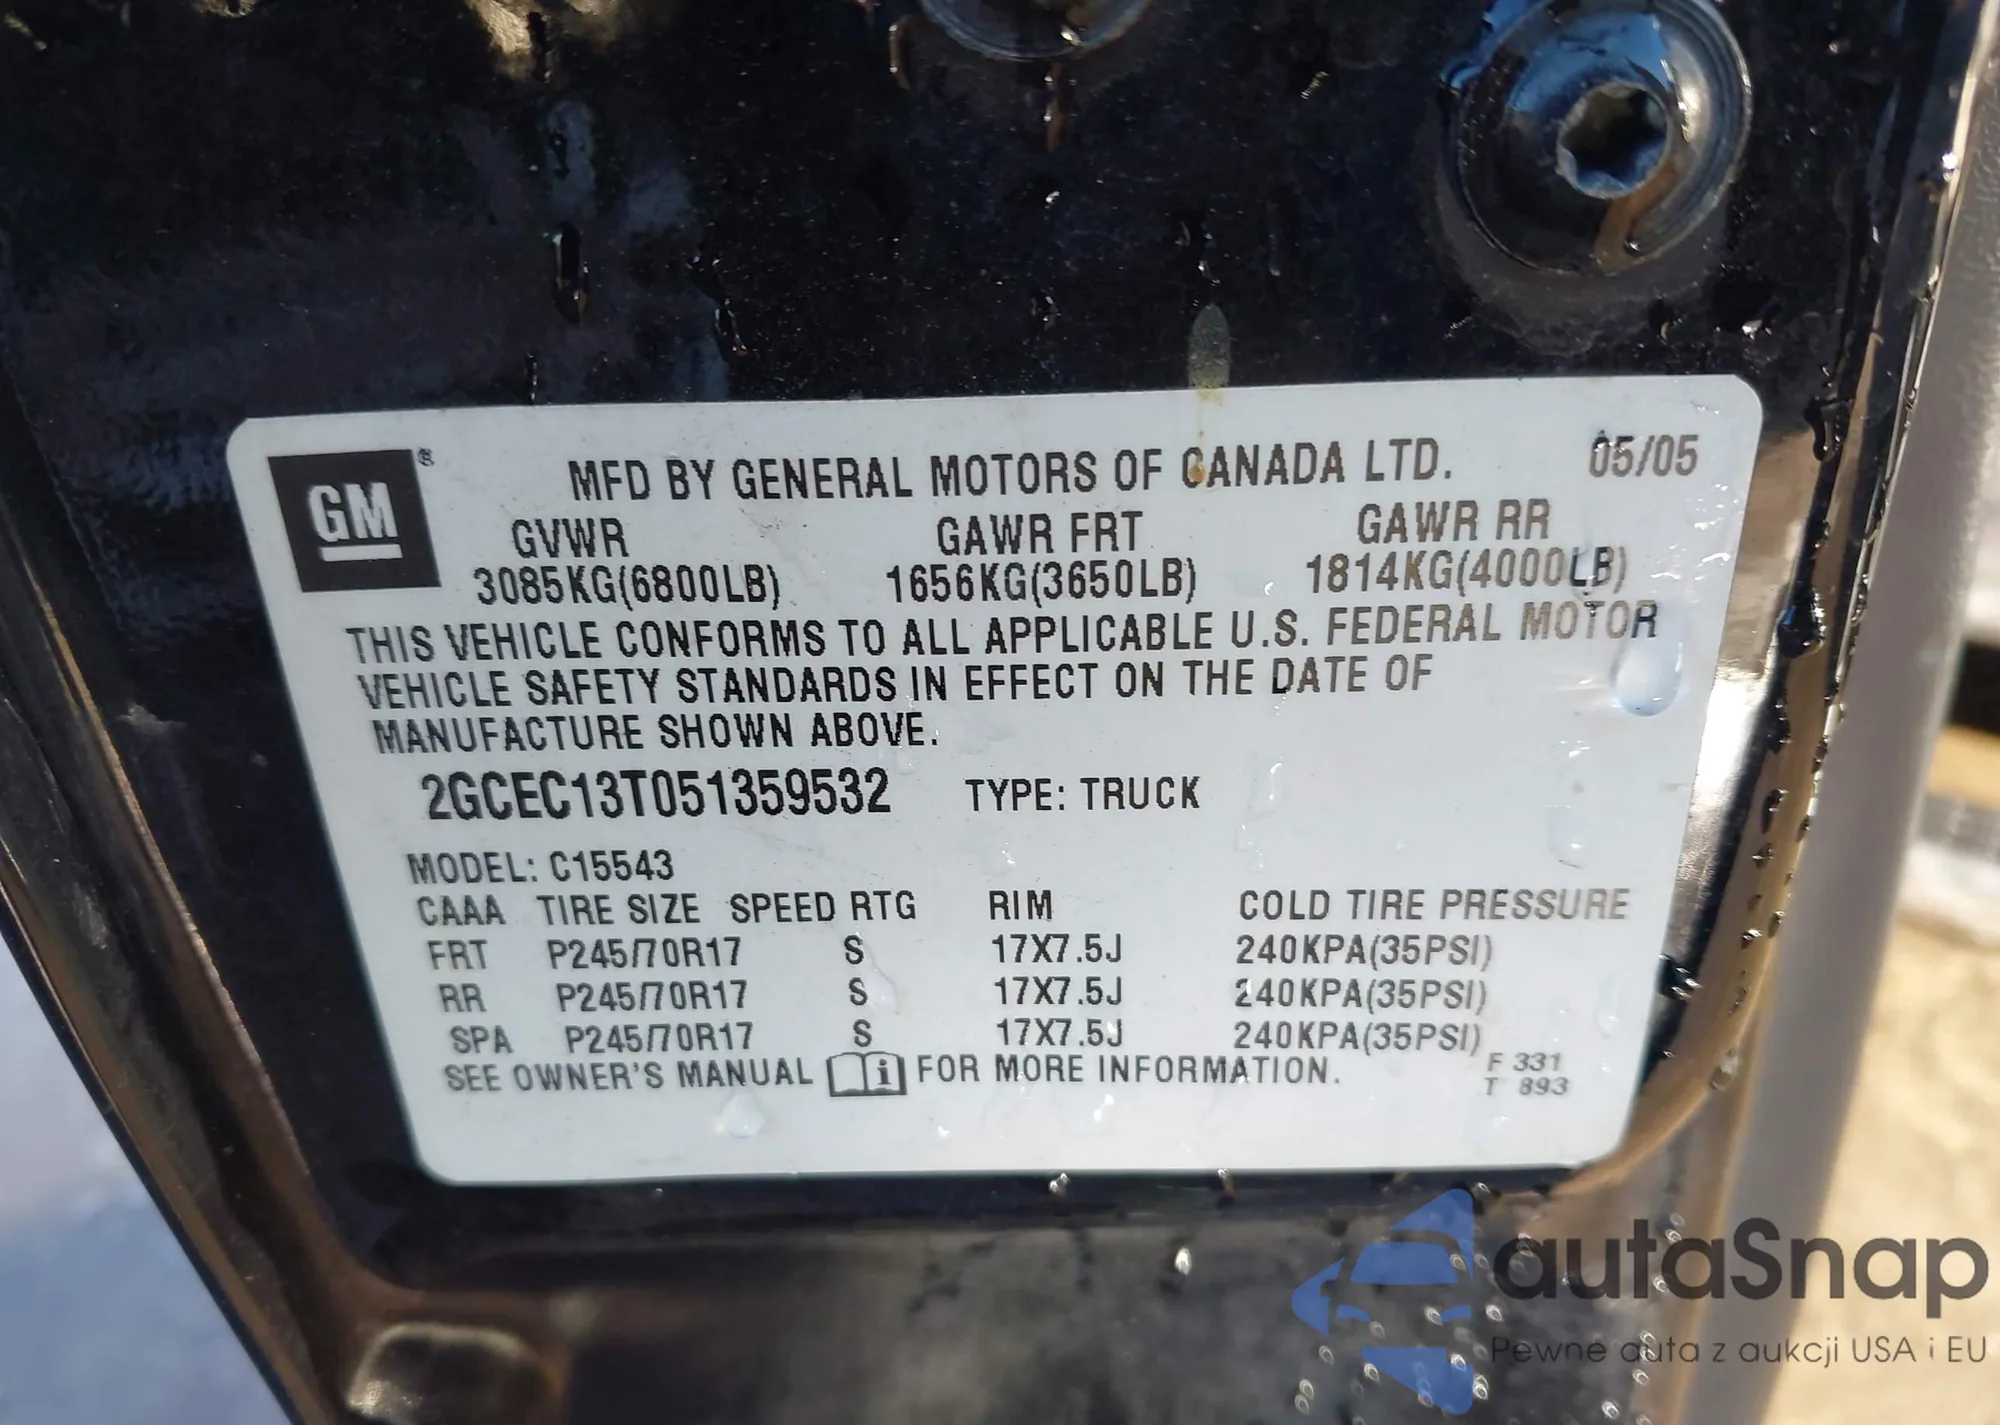 GM ®
MFD BY GENERAL MOTORS OF CANADA LTD. 05/05
GVWR GAWR FRT GAWR RR
3085KG(6800LB) 1656KG(3650LB) 1814KG(4000LB)
THIS VEHICLE CONFORMS TO ALL APPLICABLE U.S. FEDERAL MOTOR
VEHICLE SAFETY STANDARDS IN EFFECT ON THE DATE OF
MANUFACTURE SHOWN ABOVE.
2GCEC13T051359532 TYPE: TRUCK
MODEL: C15543
CAAA TIRE SIZE SPEED RTG RIM COLD TIRE PRESSURE
FRT P245/70R17 S 17X7.5J 240KPA(35PSI)
RR P245/70R17 S 17X7.5J 240KPA(35PSI)
SPA P245/70R17 S 17X7.5J 240KPA(35PSI)
SEE OWNER'S MANUAL i FOR MORE INFORMATION.
F 331
T 893
autaSnap
Pewne auta z aukcji USA i EU